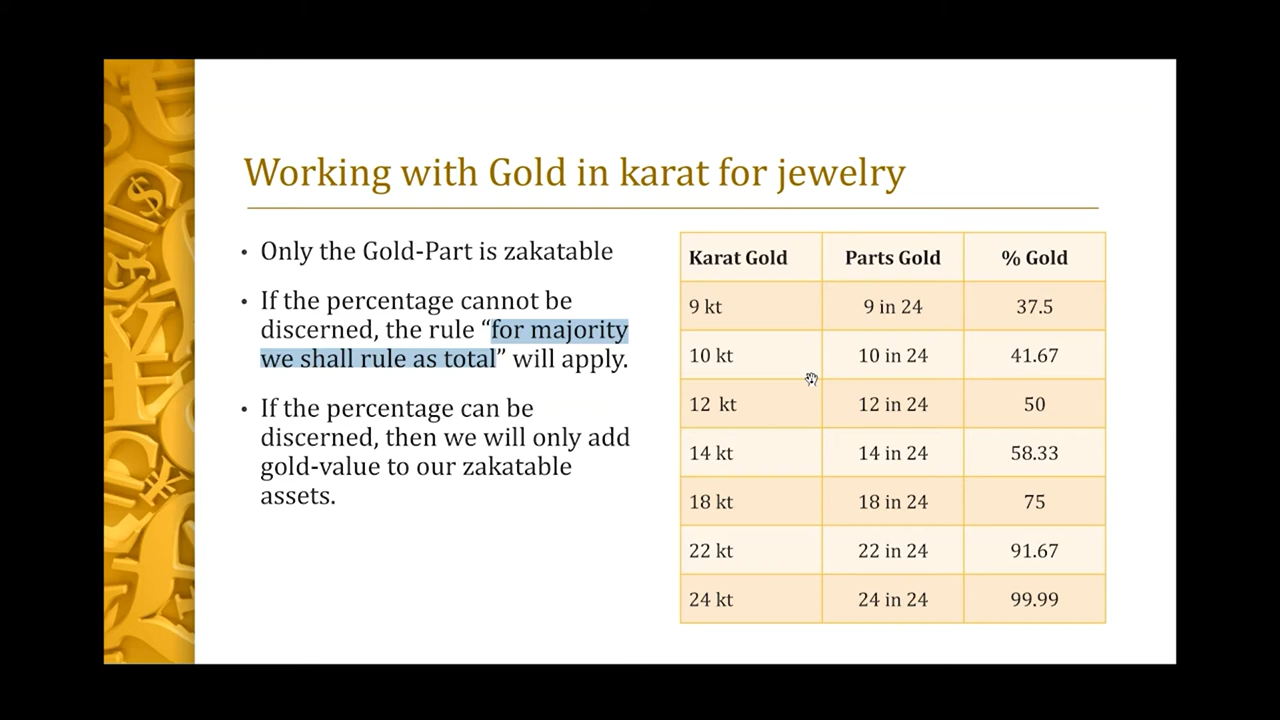 Working with Gold in karat for jewelry
• Only the Gold-Part is zakatable
• If the percentage cannot be
discerned, the rule “for majority
we shall rule as total” will apply.
• If the percentage can be
discerned, then we will only add
gold-value to our zakatable
assets.
Karat Gold Parts Gold % Gold
9 kt 9 in 24 37.5
10 kt 10 in 24 41.67
12 kt 12 in 24 50
14 kt 14 in 24 58.33
18 kt 18 in 24 75
22 kt 22 in 24 91.67
24 kt 24 in 24 99.99